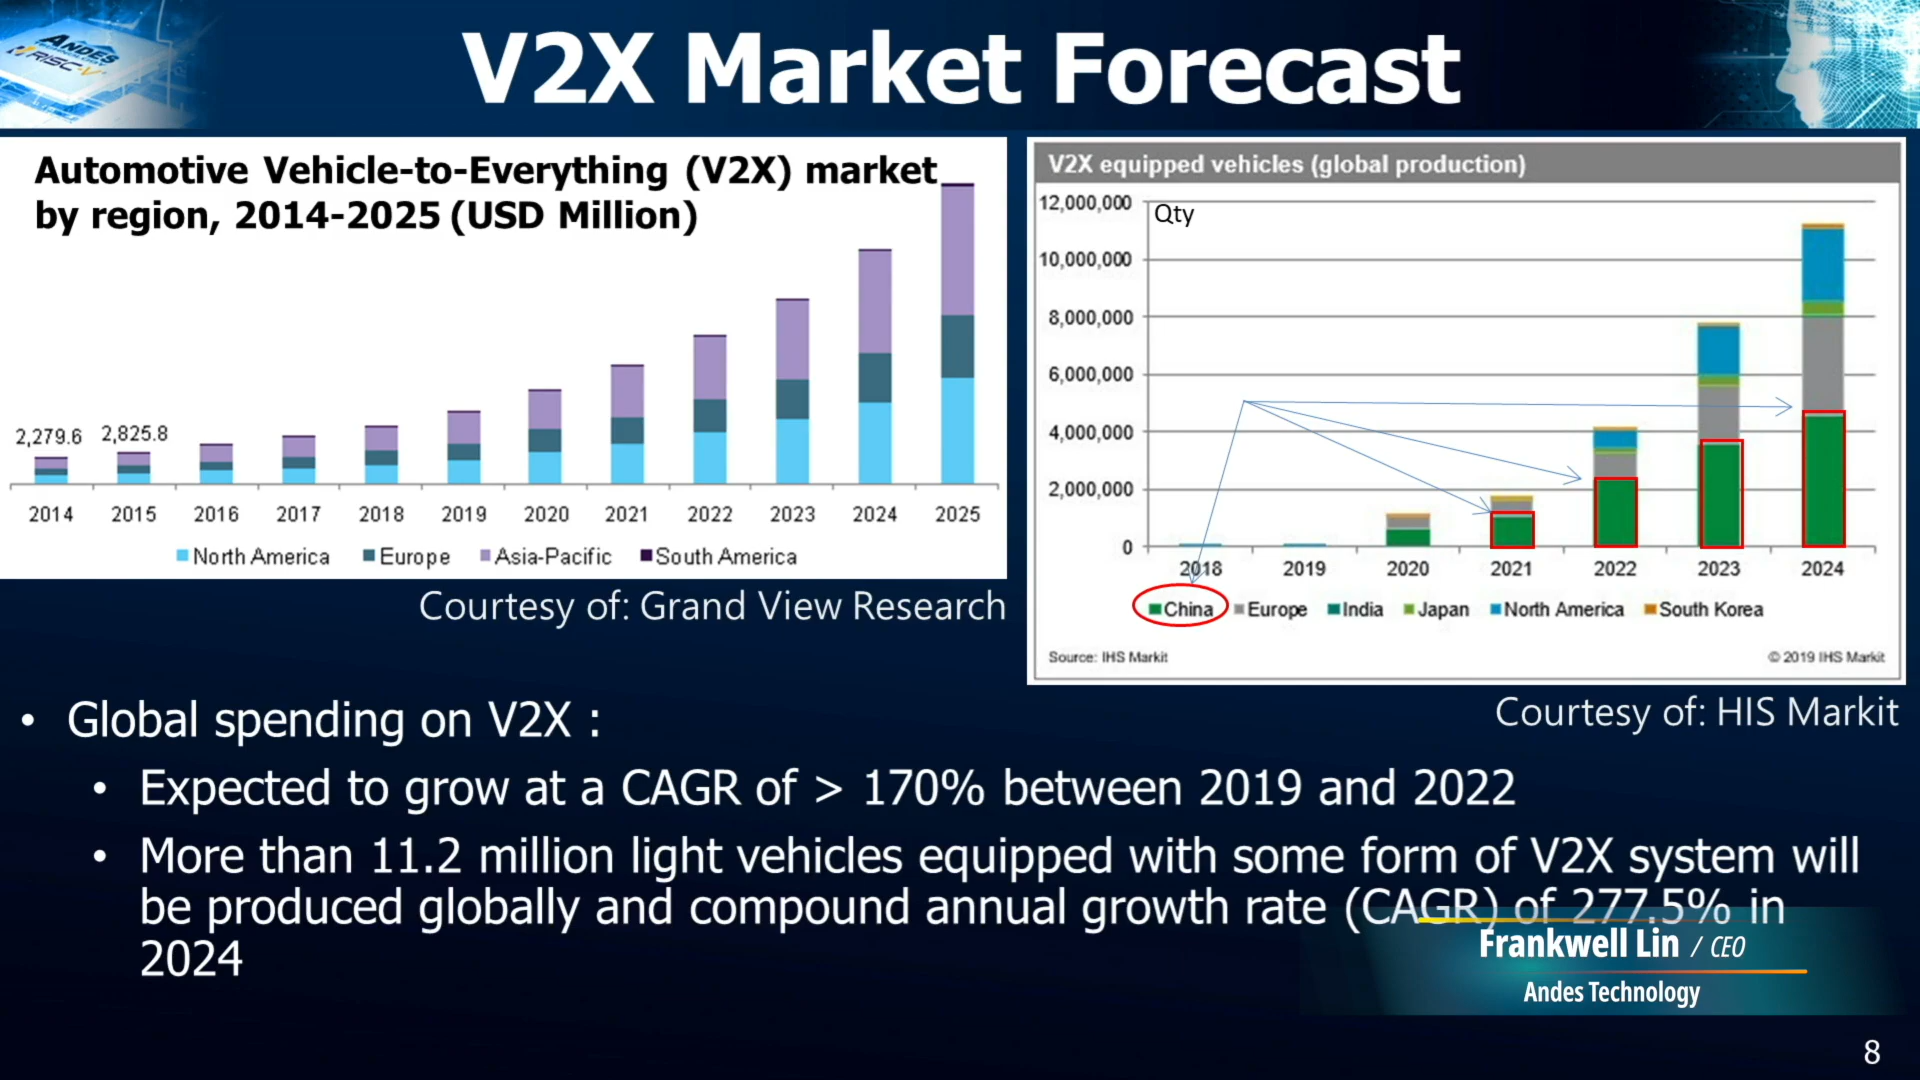 ANDES
RISC-V
V2X Market Forecast
Automotive Vehicle-to-Everything (V2X) market
by region, 2014-2025 (USD Million)
2,279.6
2,825.8
2014 2015 2016 2017 2018 2019 2020 2021 2022 2023 2024 2025
North America Europe Asia-Pacific South America
Courtesy of: Grand View Research
V2X equipped vehicles (global production)
12,000,000
Qty
10,000,000
8,000,000
6,000,000
4,000,000
2,000,000
0
2018 2019 2020 2021 2022 2023 2024
China Europe India Japan North America South Korea
Source: IHS Markit
© 2019 IHS Markit
Courtesy of: HIS Markit
• Global spending on V2X :
• Expected to grow at a CAGR of > 170% between 2019 and 2022
• More than 11.2 million light vehicles equipped with some form of V2X system will
be produced globally and compound annual growth rate (CAGR) of 277.5% in
2024
Frankwell Lin / CEO
Andes Technology
8